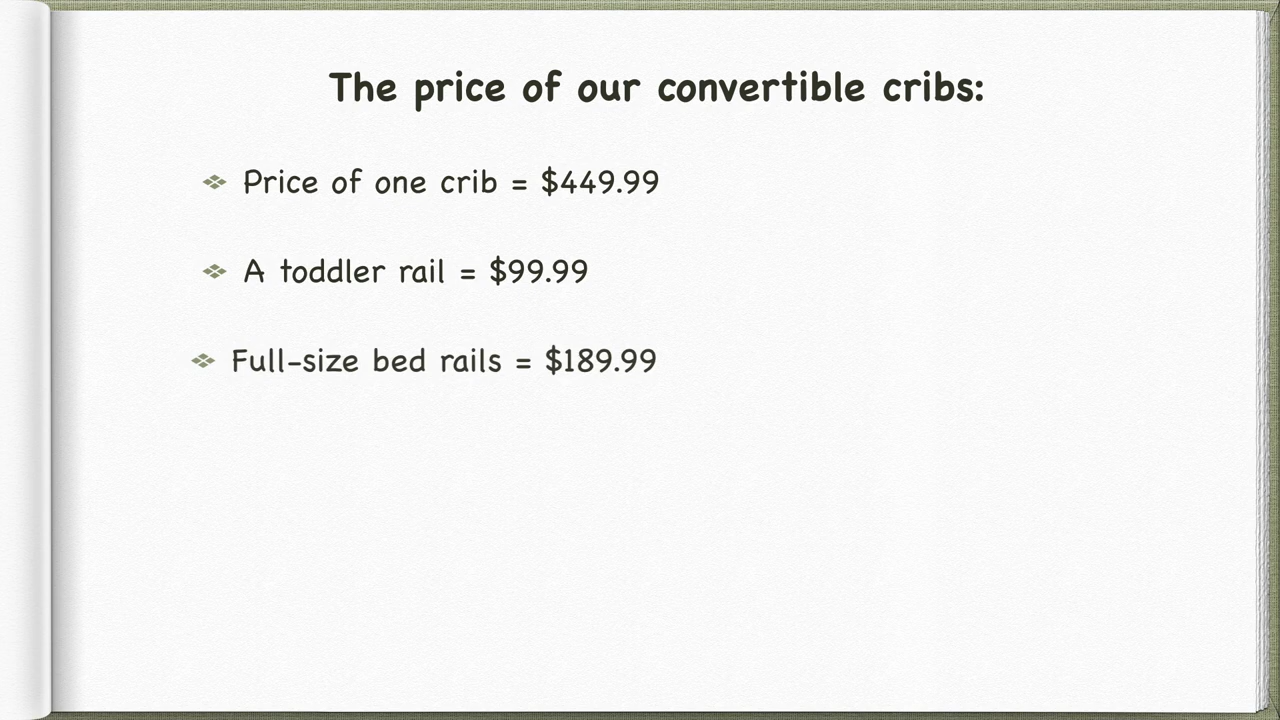 The price of our convertible cribs:
Price of one crib = $449.99
A toddler rail = $99.99
Full-size bed rails = $189.99